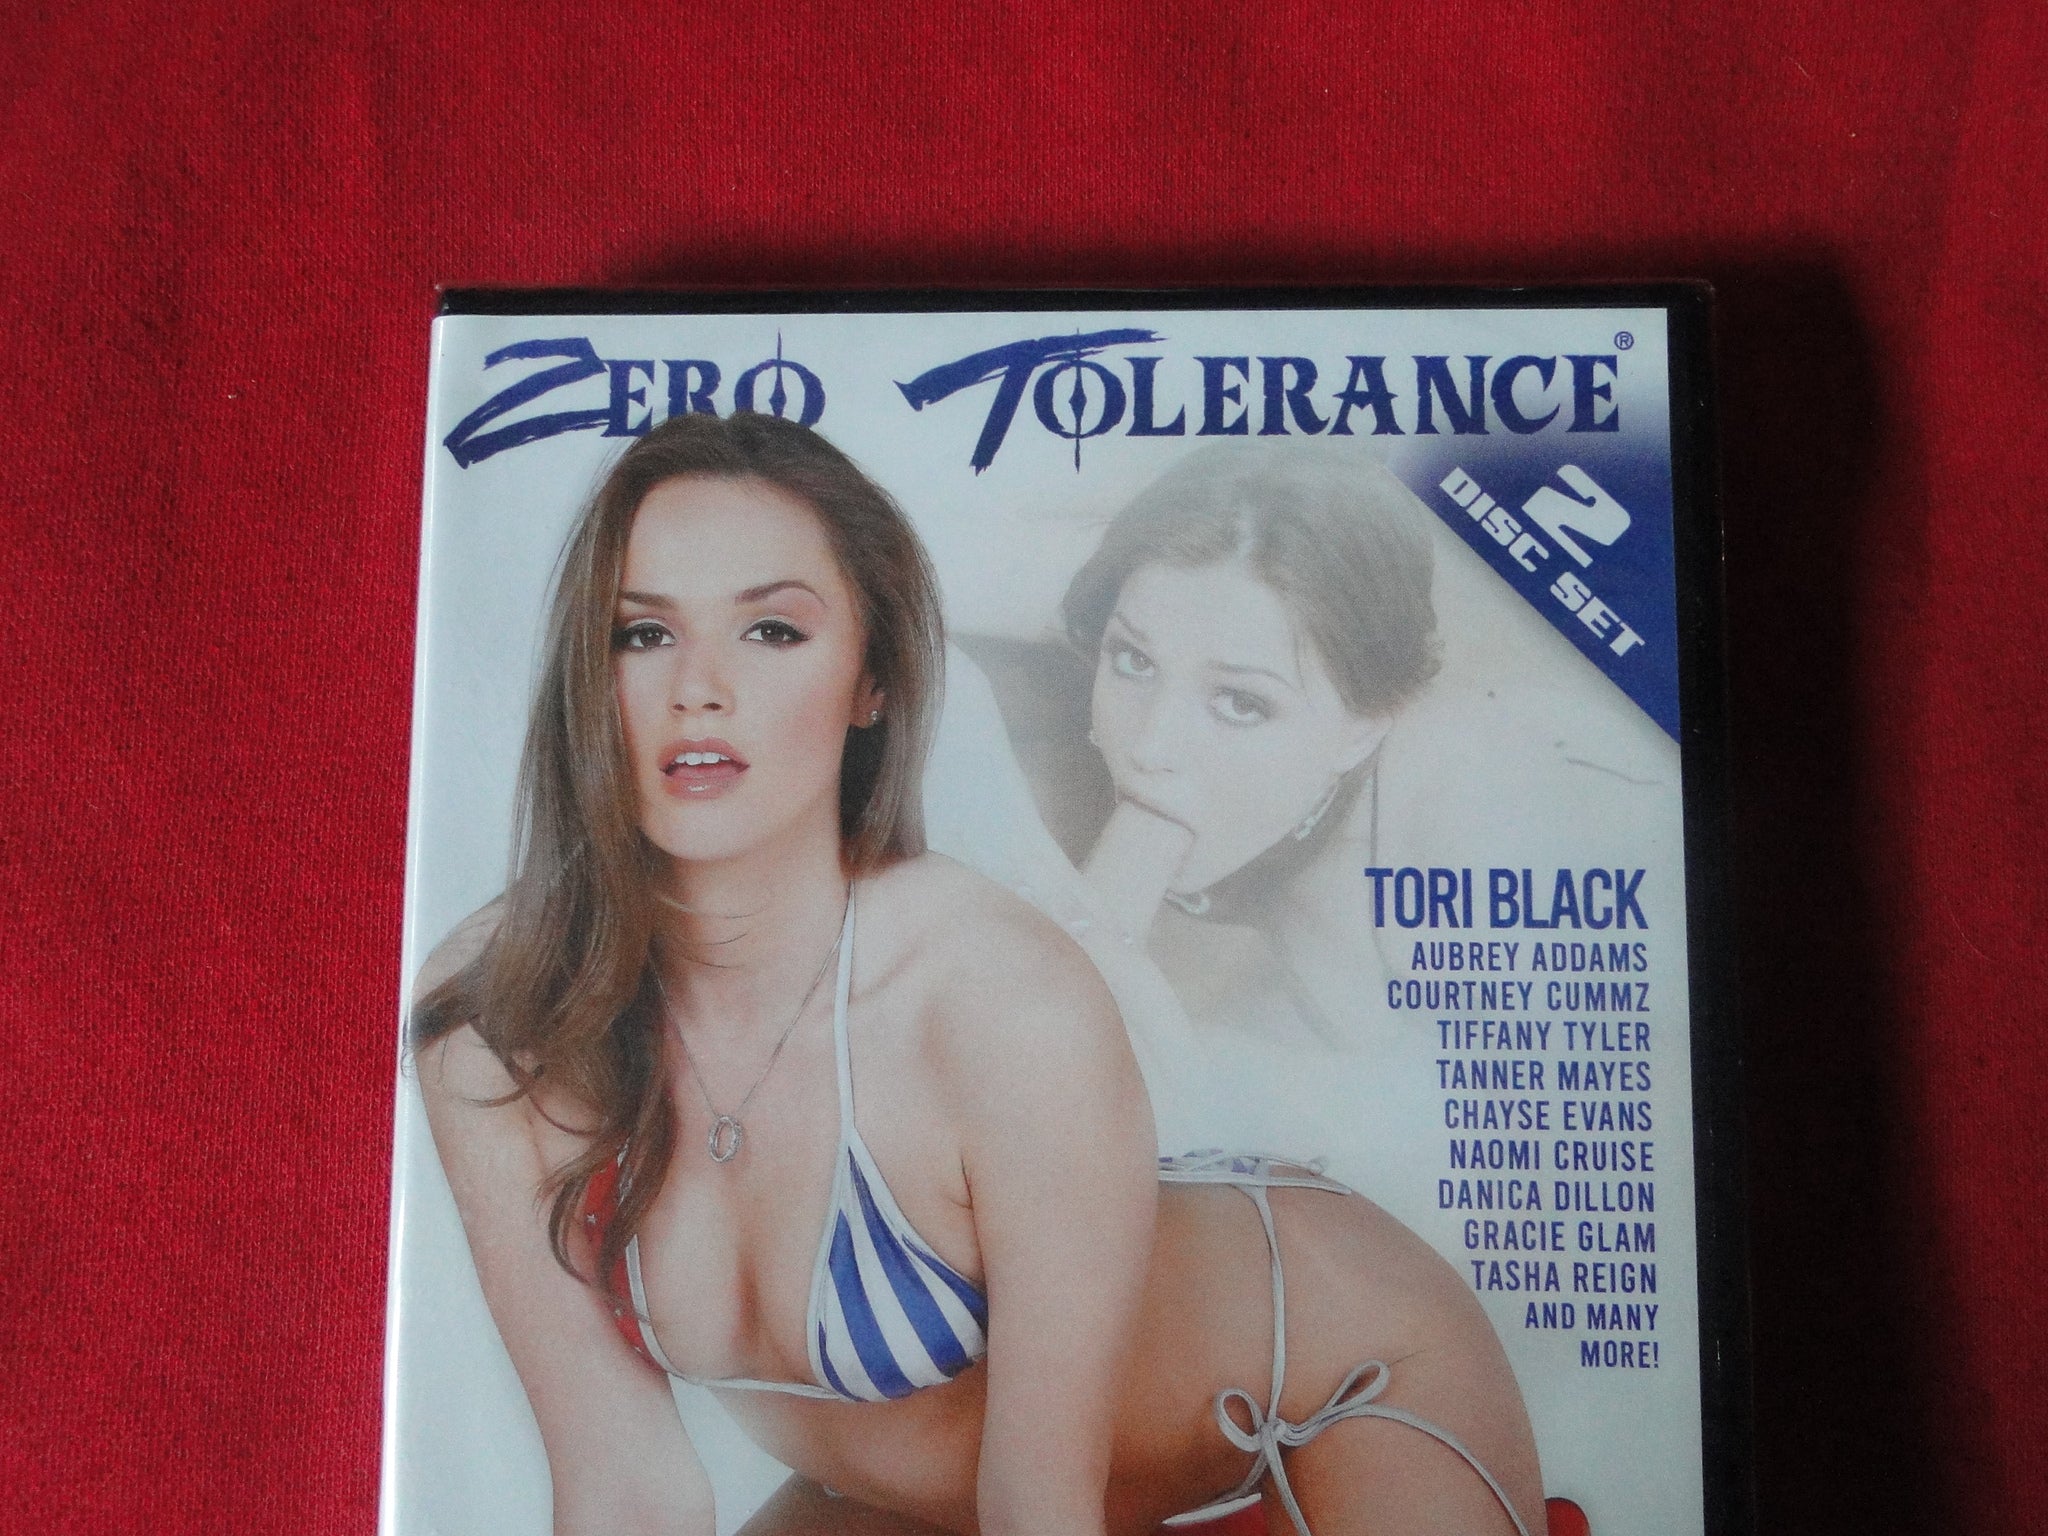 ZERO TOLERANCE®
2
DISC SET
TORI BLACK
AUBREY ADDAMS
COURTNEY CUMMZ
TIFFANY TYLER
TANNER MAYES
CHAYSE EVANS
NAOMI CRUISE
DANICA DILLON
GRACIE GLAM
TASHA REIGN
AND MANY
MORE!